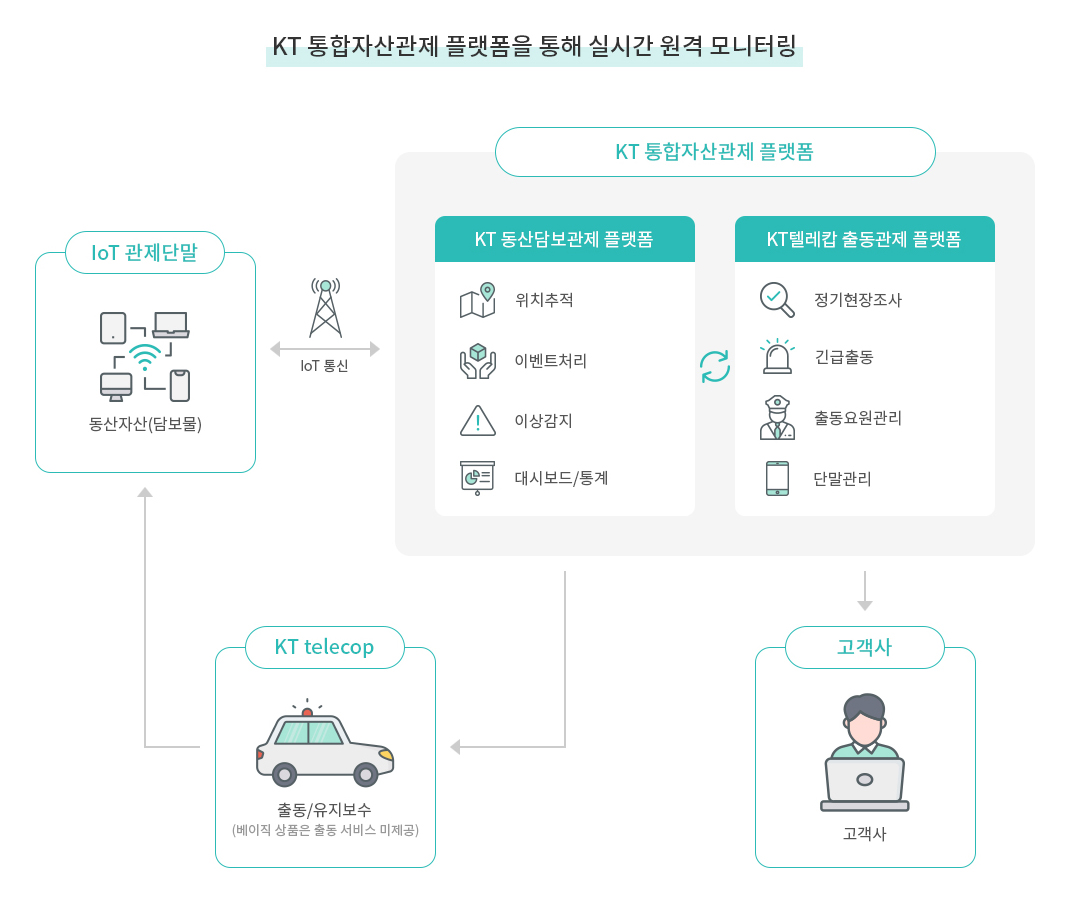 KT 통합자산관제 플랫폼을 통해 실시간 원격 모니터링
KT 통합자산관제 플랫폼
IoT 관제단말
동산자산(담보물)
IoT 통신
KT 동산담보관제 플랫폼
위치추적
이벤트처리
이상감지
대시보드/통계
KT텔레캅 출동관제 플랫폼
정기현장조사
긴급출동
출동요원관리
단말관리
KT telecop
출동/유지보수
(베이직 상품은 출동 서비스 미제공)
고객사
고객사